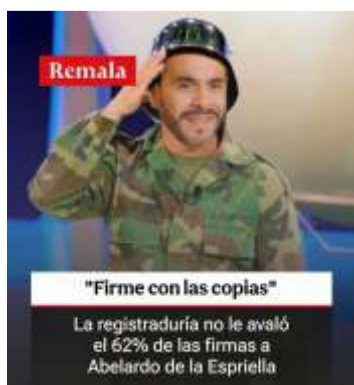 Remala
"Firme con las copias"
La registraduría no le avaló
el 62% de las firmas a
Abelardo de la Espriella